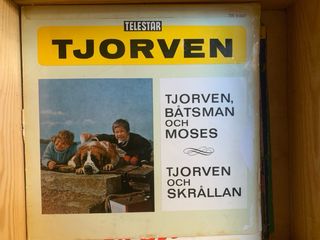 TELESTAR
TJORVEN
TJORVEN,
BÅTSMAN
OCH
MOSES
TJORVEN
OCH
SKRÅLLAN